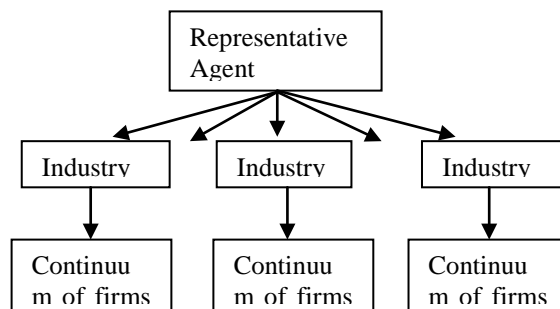 Representative
Agent
Industry
Industry
Industry
Continuu
m of firms
Continuu
m of firms
Continuu
m of firms